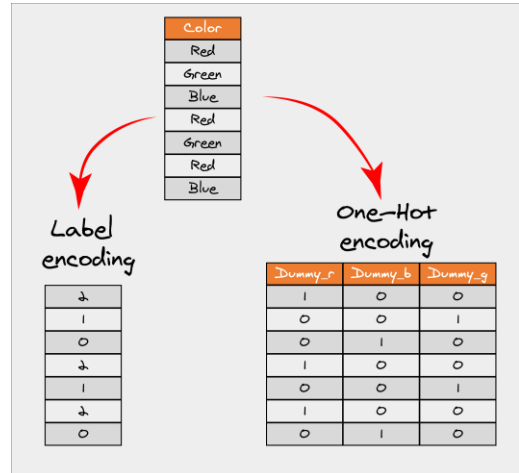 Color
Red
Green
Blue
Red
Green
Red
Blue
Label
encoding
One-Hot
encoding
2
1
0
2
1
2
0
Dummy_r Dummy_b Dummy_g
1 0 0
0 0 1
0 1 0
1 0 0
0 0 1
1 0 0
0 1 0